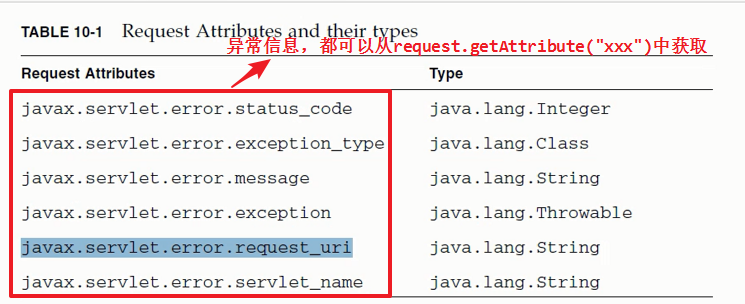 TABLE 10-1 Request Attributes and their types
异常信息，都可以从request.getAttribute("xxx")中获取
Request Attributes Type
javax.servlet.error.status_code java.lang.Integer
javax.servlet.error.exception_type java.lang.Class
javax.servlet.error.message java.lang.String
javax.servlet.error.exception java.lang.Throwable
javax.servlet.error.request_uri java.lang.String
javax.servlet.error.servlet_name java.lang.String